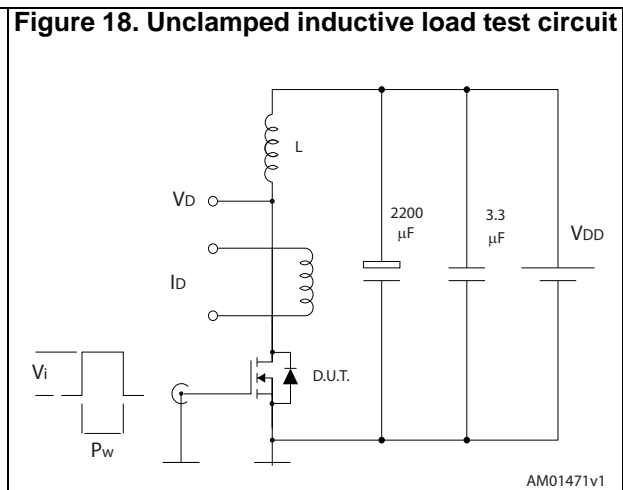 Figure 18. Unclamped inductive load test circuit
L
VD
2200
μF
3.3
μF
VDD
ID
Vi
D.U.T.
Pw
AM01471v1